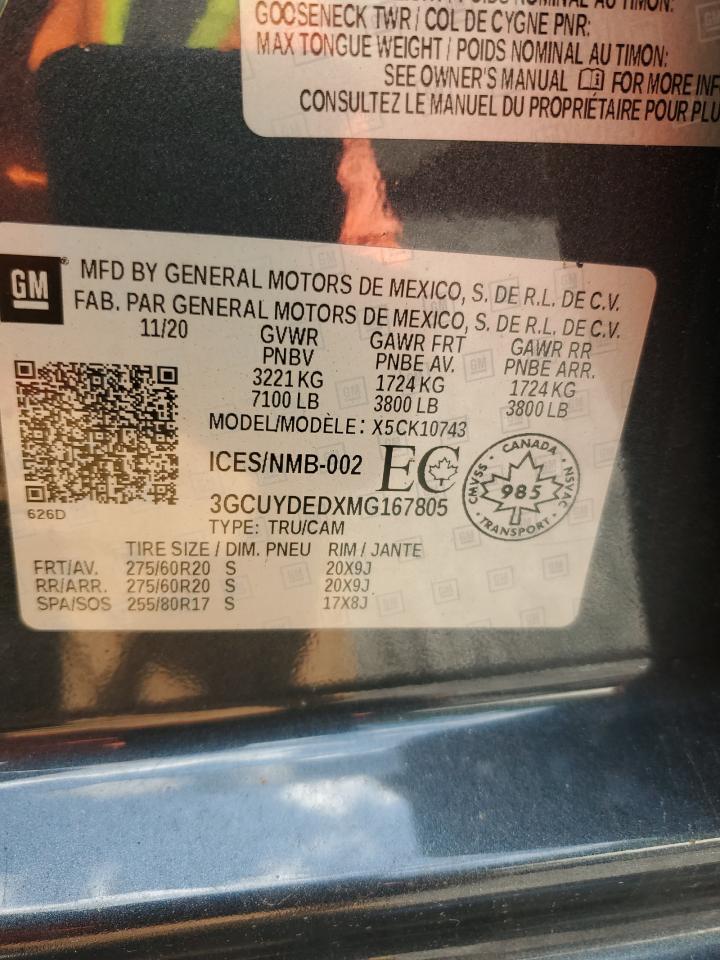 GOOSENECK TWR / COL DE CYGNE PNR:
MAX TONGUE WEIGHT / POIDS NOMINAL AU TIMON:
SEE OWNER'S MANUAL FOR MORE
CONSULTEZ LE MANUEL DU PROPRIÉTAIRE POUR
GM ®
MFD BY GENERAL MOTORS DE MEXICO, S. DE R.L. DE C.V.
FAB. PAR GENERAL MOTORS DE MEXICO, S. DE R.L. DE C.V.
11/20 GVWR GAWR FRT GAWR RR
PNBV PNBE AV. PNBE ARR.
3221 KG 1724 KG 1724 KG
7100 LB 3800 LB 3800 LB
MODEL/MODÈLE: X5CK10743
ICES/NMB-002 EC
CANADA
CMVSS 985 NSVAC
TRANSPORT
3GCUYDEDXMG167805
626D
TYPE: TRU/CAM
TIRE SIZE / DIM. PNEU RIM / JANTE
FRT/AV. 275/60R20 S 20X9J
RR/ARR. 275/60R20 S 20X9J
SPA/SOS 255/80R17 S 17X8J